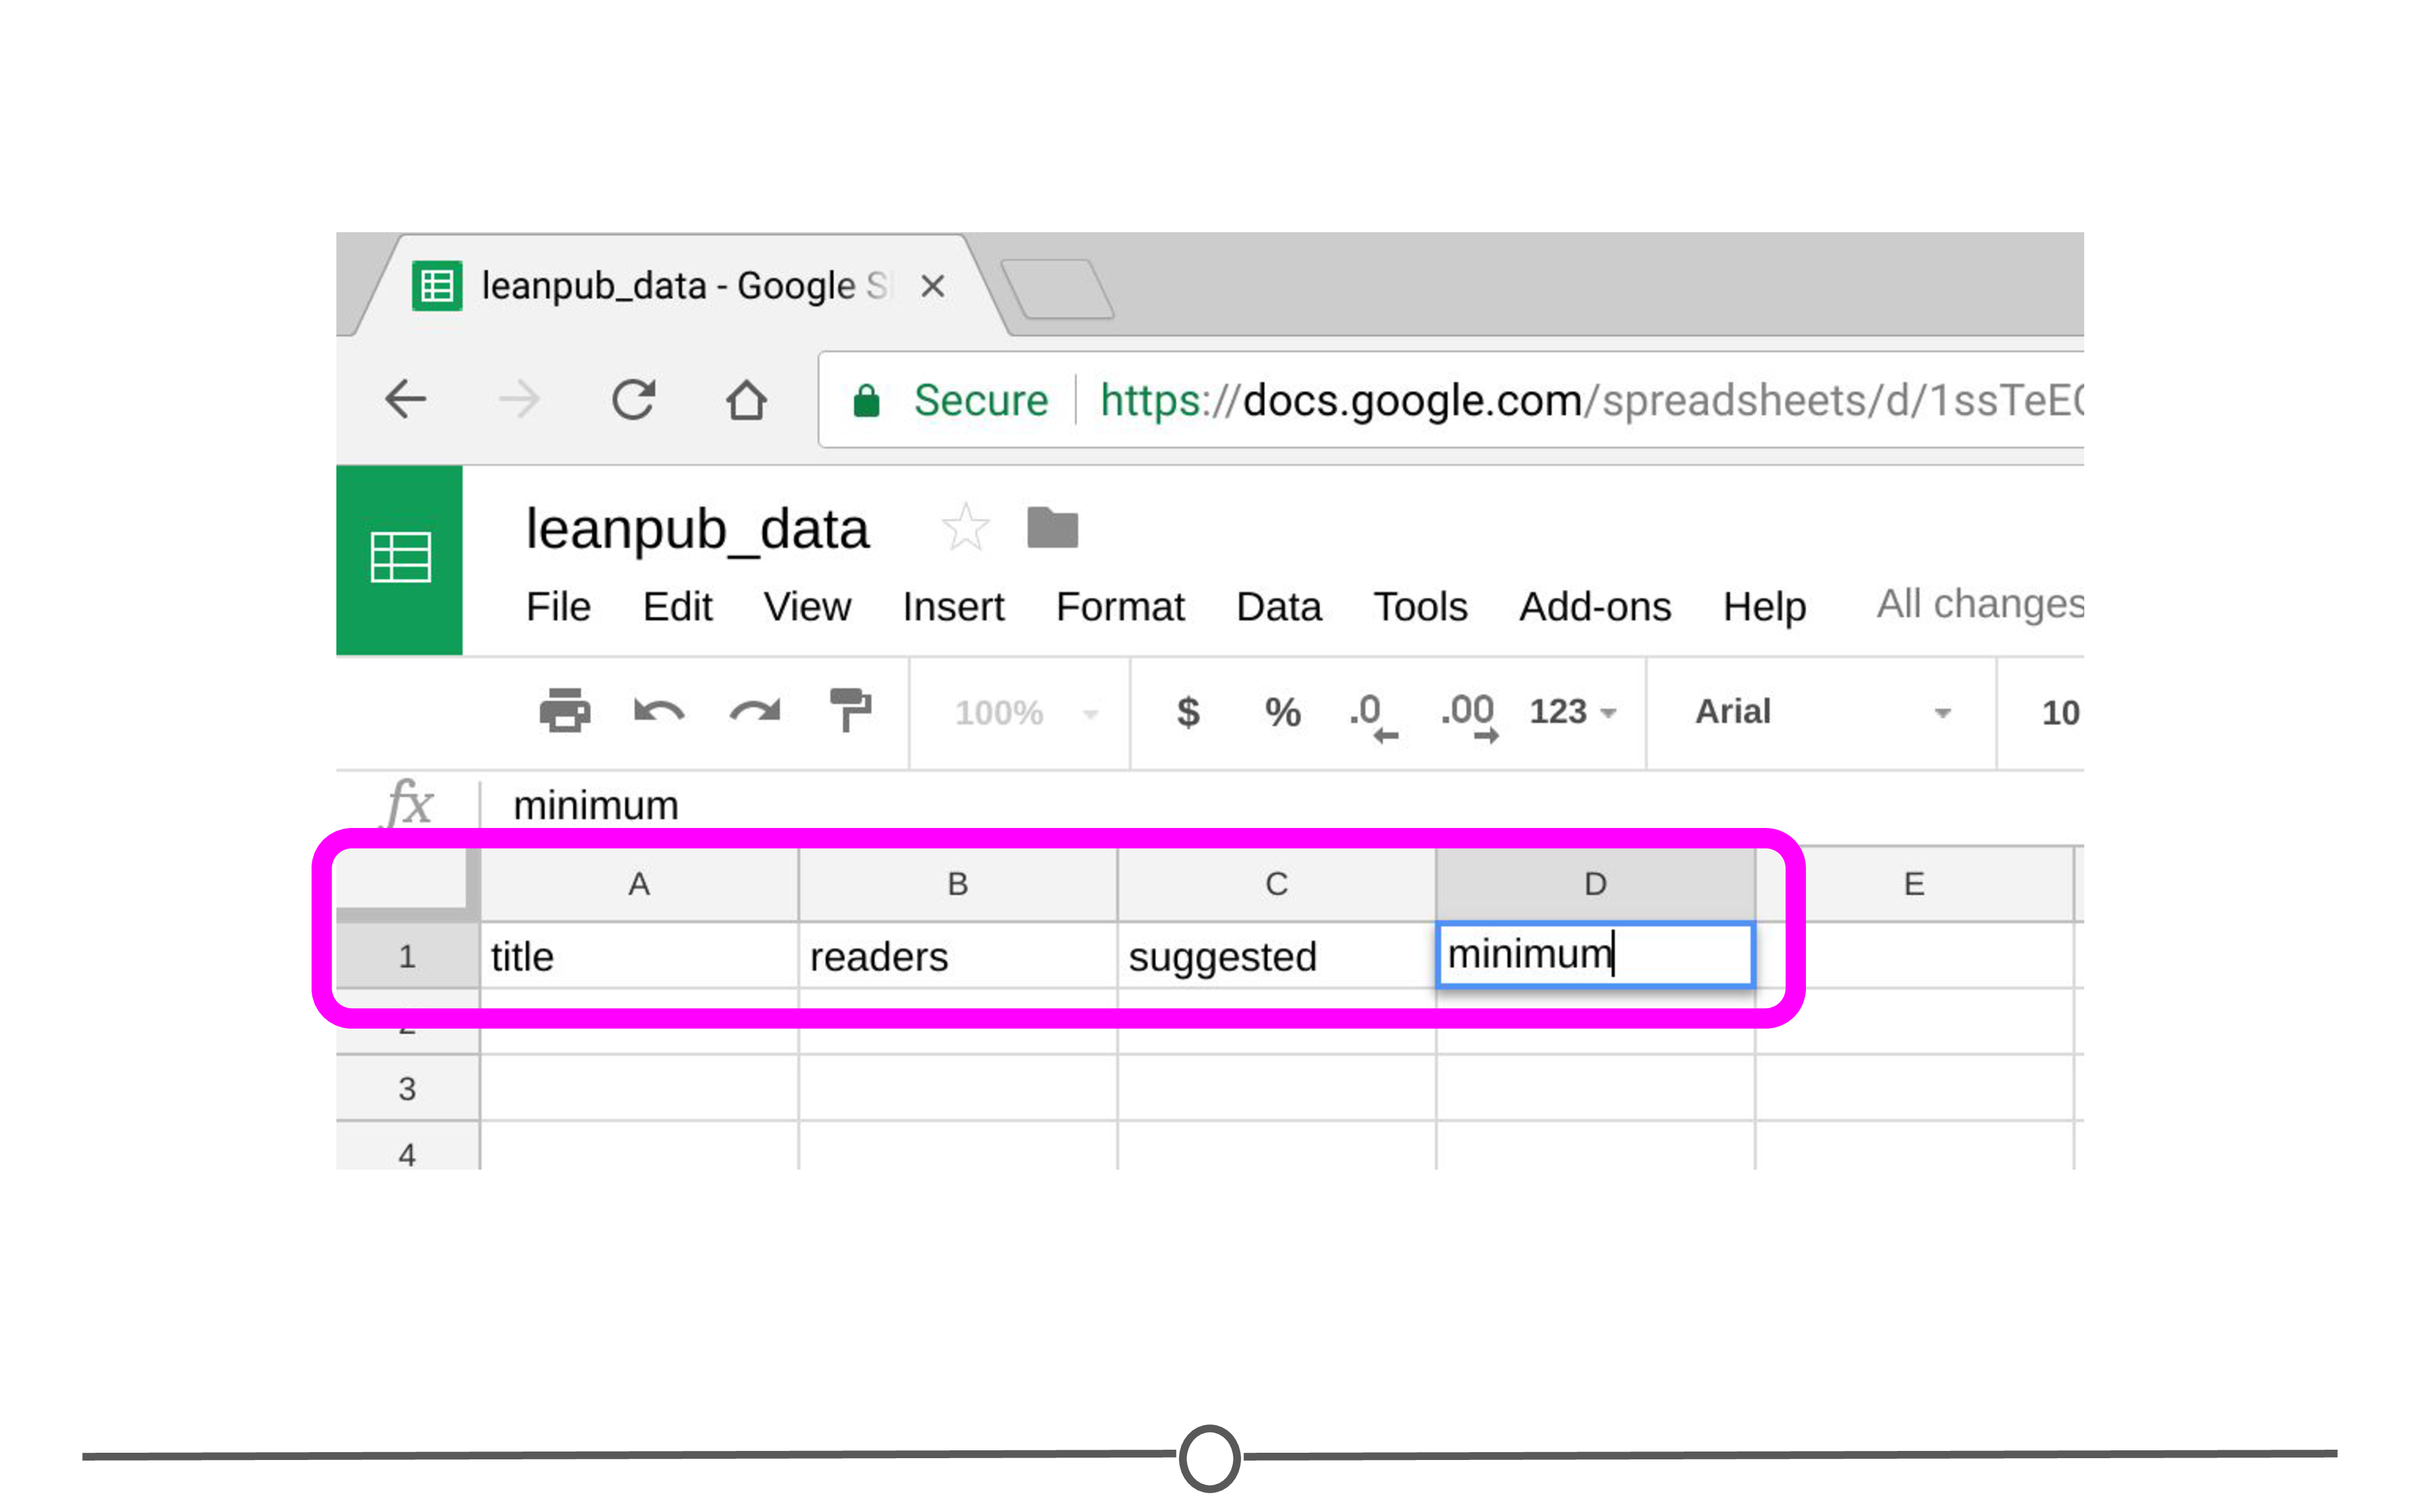 leanpub_data - Google S
Secure https://docs.google.com/spreadsheets/d/1ssTeE
leanpub_data
File Edit View Insert Format Data Tools Add-ons Help All changes
100% $ % .0 .00 123 Arial 10
fx minimum
A B C D E
1 title readers suggested minimum
2
3
4